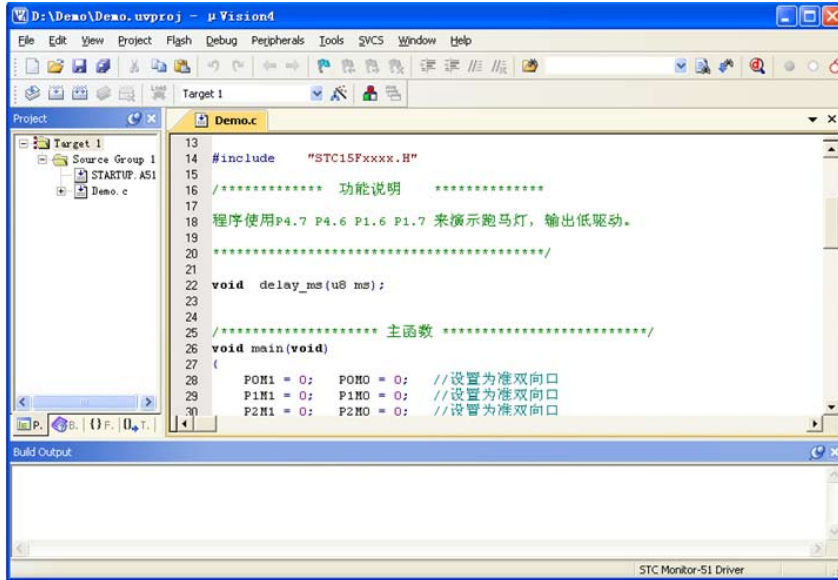 D:\Demo\Demo.uvproj - µVision4
File Edit View Project Flash Debug Peripherals Tools SVCS Window Help
Target 1
Project
Demo.c
Target 1
Source Group 1
STARTUP.A51
Demo.c
13
14 #include "STC15Fxxxx.H"
15
16 /************* 功能说明 **************
17
18 程序使用P4.7 P4.6 P1.6 P1.7 来演示跑马灯, 输出低驱动。
19
20 ******************************************/
21
22 void delay_ms(u8 ms);
23
24
25 /******************** 主函数 **************************/
26 void main(void)
27 {
28 P0M1 = 0; P0M0 = 0; //设置为准双向口
29 P1M1 = 0; P1M0 = 0; //设置为准双向口
30 P2M1 = 0; P2M0 = 0; //设置为准双向口
P. B. {} F. 0 T.
Build Output
STC Monitor-51 Driver